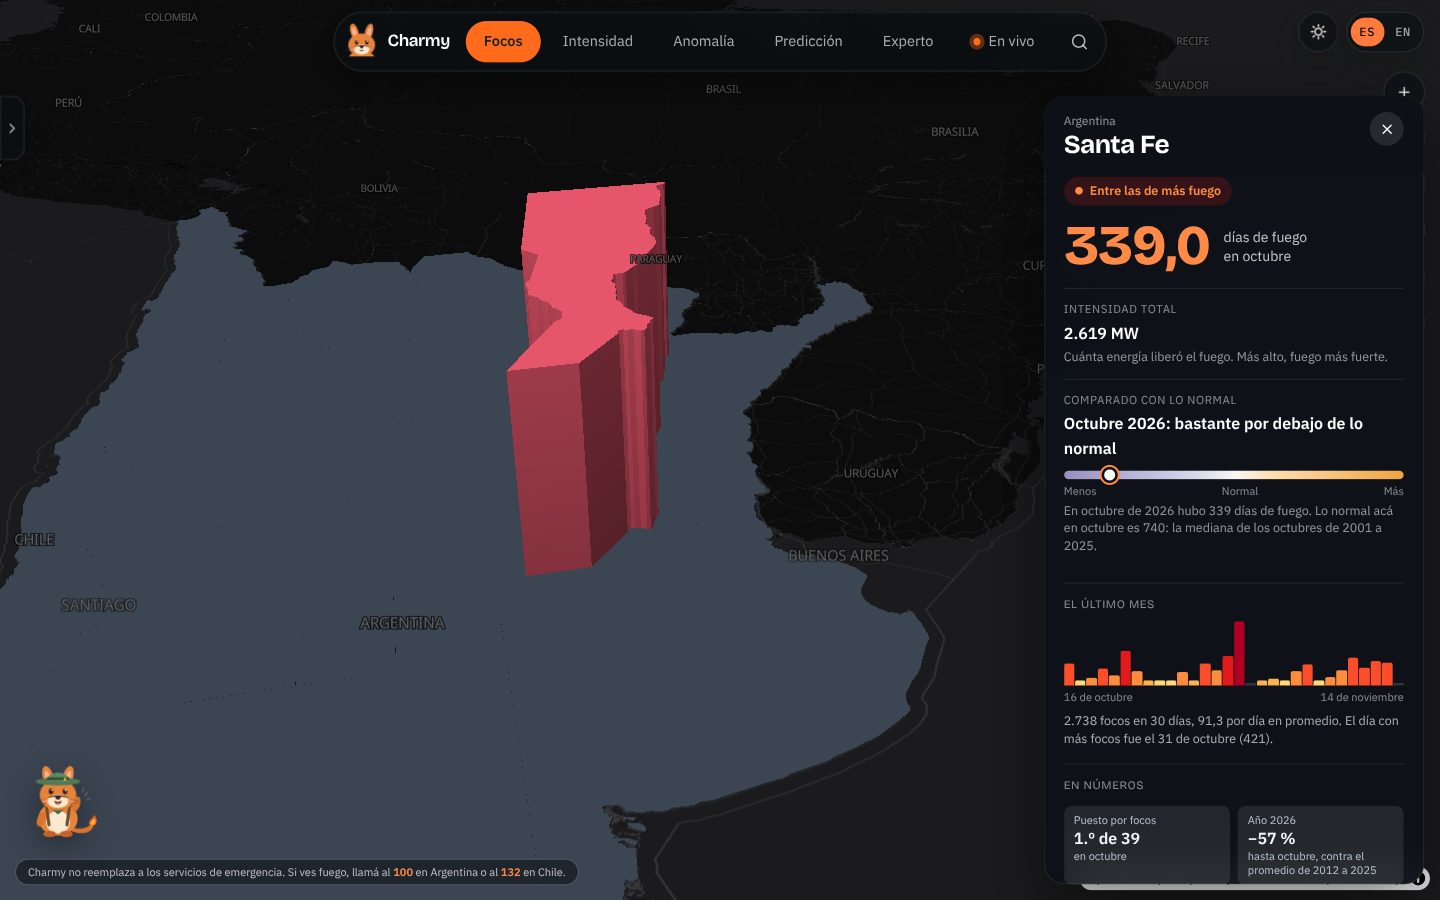 COLOMBIA
CALI
PERÚ
BRASIL
RECIFE
SALVADOR
BRASILIA
BOLIVIA
PARAGUAY
URUGUAY
CHILE
BUENOS AIRES
SANTIAGO
ARGENTINA
Charmy
Focos
Intensidad
Anomalía
Predicción
Experto
En vivo
ES
EN
+
Argentina
Santa Fe
Entre las de más fuego
339,0
días de fuego
en octubre
INTENSIDAD TOTAL
2.619 MW
Cuánta energía liberó el fuego. Más alto, fuego más fuerte.
COMPARADO CON LO NORMAL
Octubre 2026: bastante por debajo de lo
normal
Menos Normal Más
En octubre de 2026 hubo 339 días de fuego. Lo normal acá
en octubre es 740: la mediana de los octubres de 2001 a
2025.
EL ÚLTIMO MES
16 de octubre 14 de noviembre
2.738 focos en 30 días, 91,3 por día en promedio. El día con
más focos fue el 31 de octubre (421).
EN NÚMEROS
Puesto por focos
1.º de 39
en octubre
Año 2026
−57 %
hasta octubre, contra el
promedio de 2012 a 2025
Charmy no reemplaza a los servicios de emergencia. Si ves fuego, llamá al 100 en Argentina o al 132 en Chile.